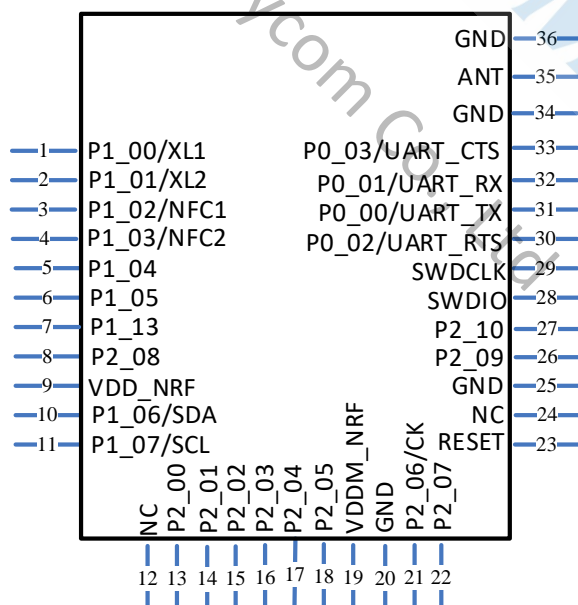 ycom Co., Ltd
GND 36
ANT 35
GND 34
1 P1_00/XL1 P0_03/UART_CTS 33
2 P1_01/XL2 P0_01/UART_RX 32
3 P1_02/NFC1 P0_00/UART_TX 31
4 P1_03/NFC2 P0_02/UART_RTS 30
5 P1_04 SWDCLK 29
6 P1_05 SWDIO 28
7 P1_13 P2_10 27
8 P2_08 P2_09 26
9 VDD_NRF GND 25
10 P1_06/SDA NC 24
11 P1_07/SCL RESET 23
NC P2_00 P2_01 P2_02 P2_03 P2_04 P2_05 VDDM_NRF GND P2_06/CK P2_07
12 13 14 15 16 17 18 19 20 21 22